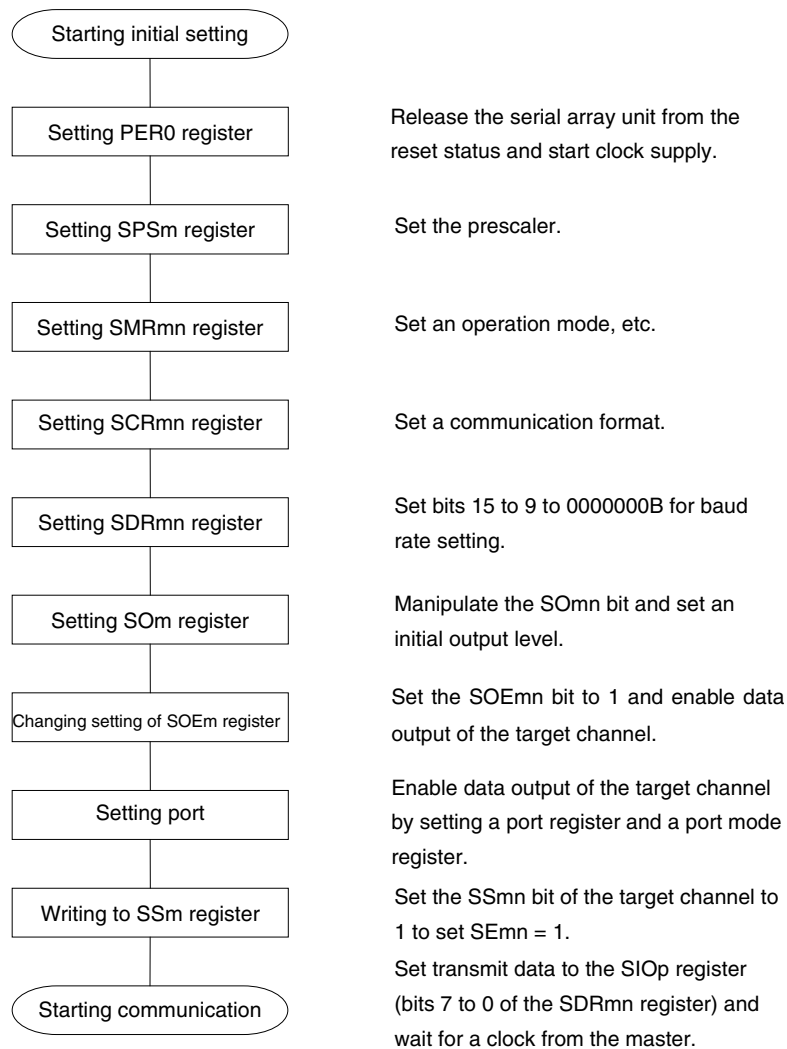 Starting initial setting
Setting PER0 register
Release the serial array unit from the
reset status and start clock supply.
Setting SPSm register
Set the prescaler.
Setting SMRmn register
Set an operation mode, etc.
Setting SCRmn register
Set a communication format.
Setting SDRmn register
Set bits 15 to 9 to 0000000B for baud
rate setting.
Setting SOm register
Manipulate the SOmn bit and set an
initial output level.
Changing setting of SOEm register
Set the SOEmn bit to 1 and enable data
output of the target channel.
Setting port
Enable data output of the target channel
by setting a port register and a port mode
register.
Writing to SSm register
Set the SSmn bit of the target channel to
1 to set SEmn = 1.
Starting communication
Set transmit data to the SIOp register
(bits 7 to 0 of the SDRmn register) and
wait for a clock from the master.